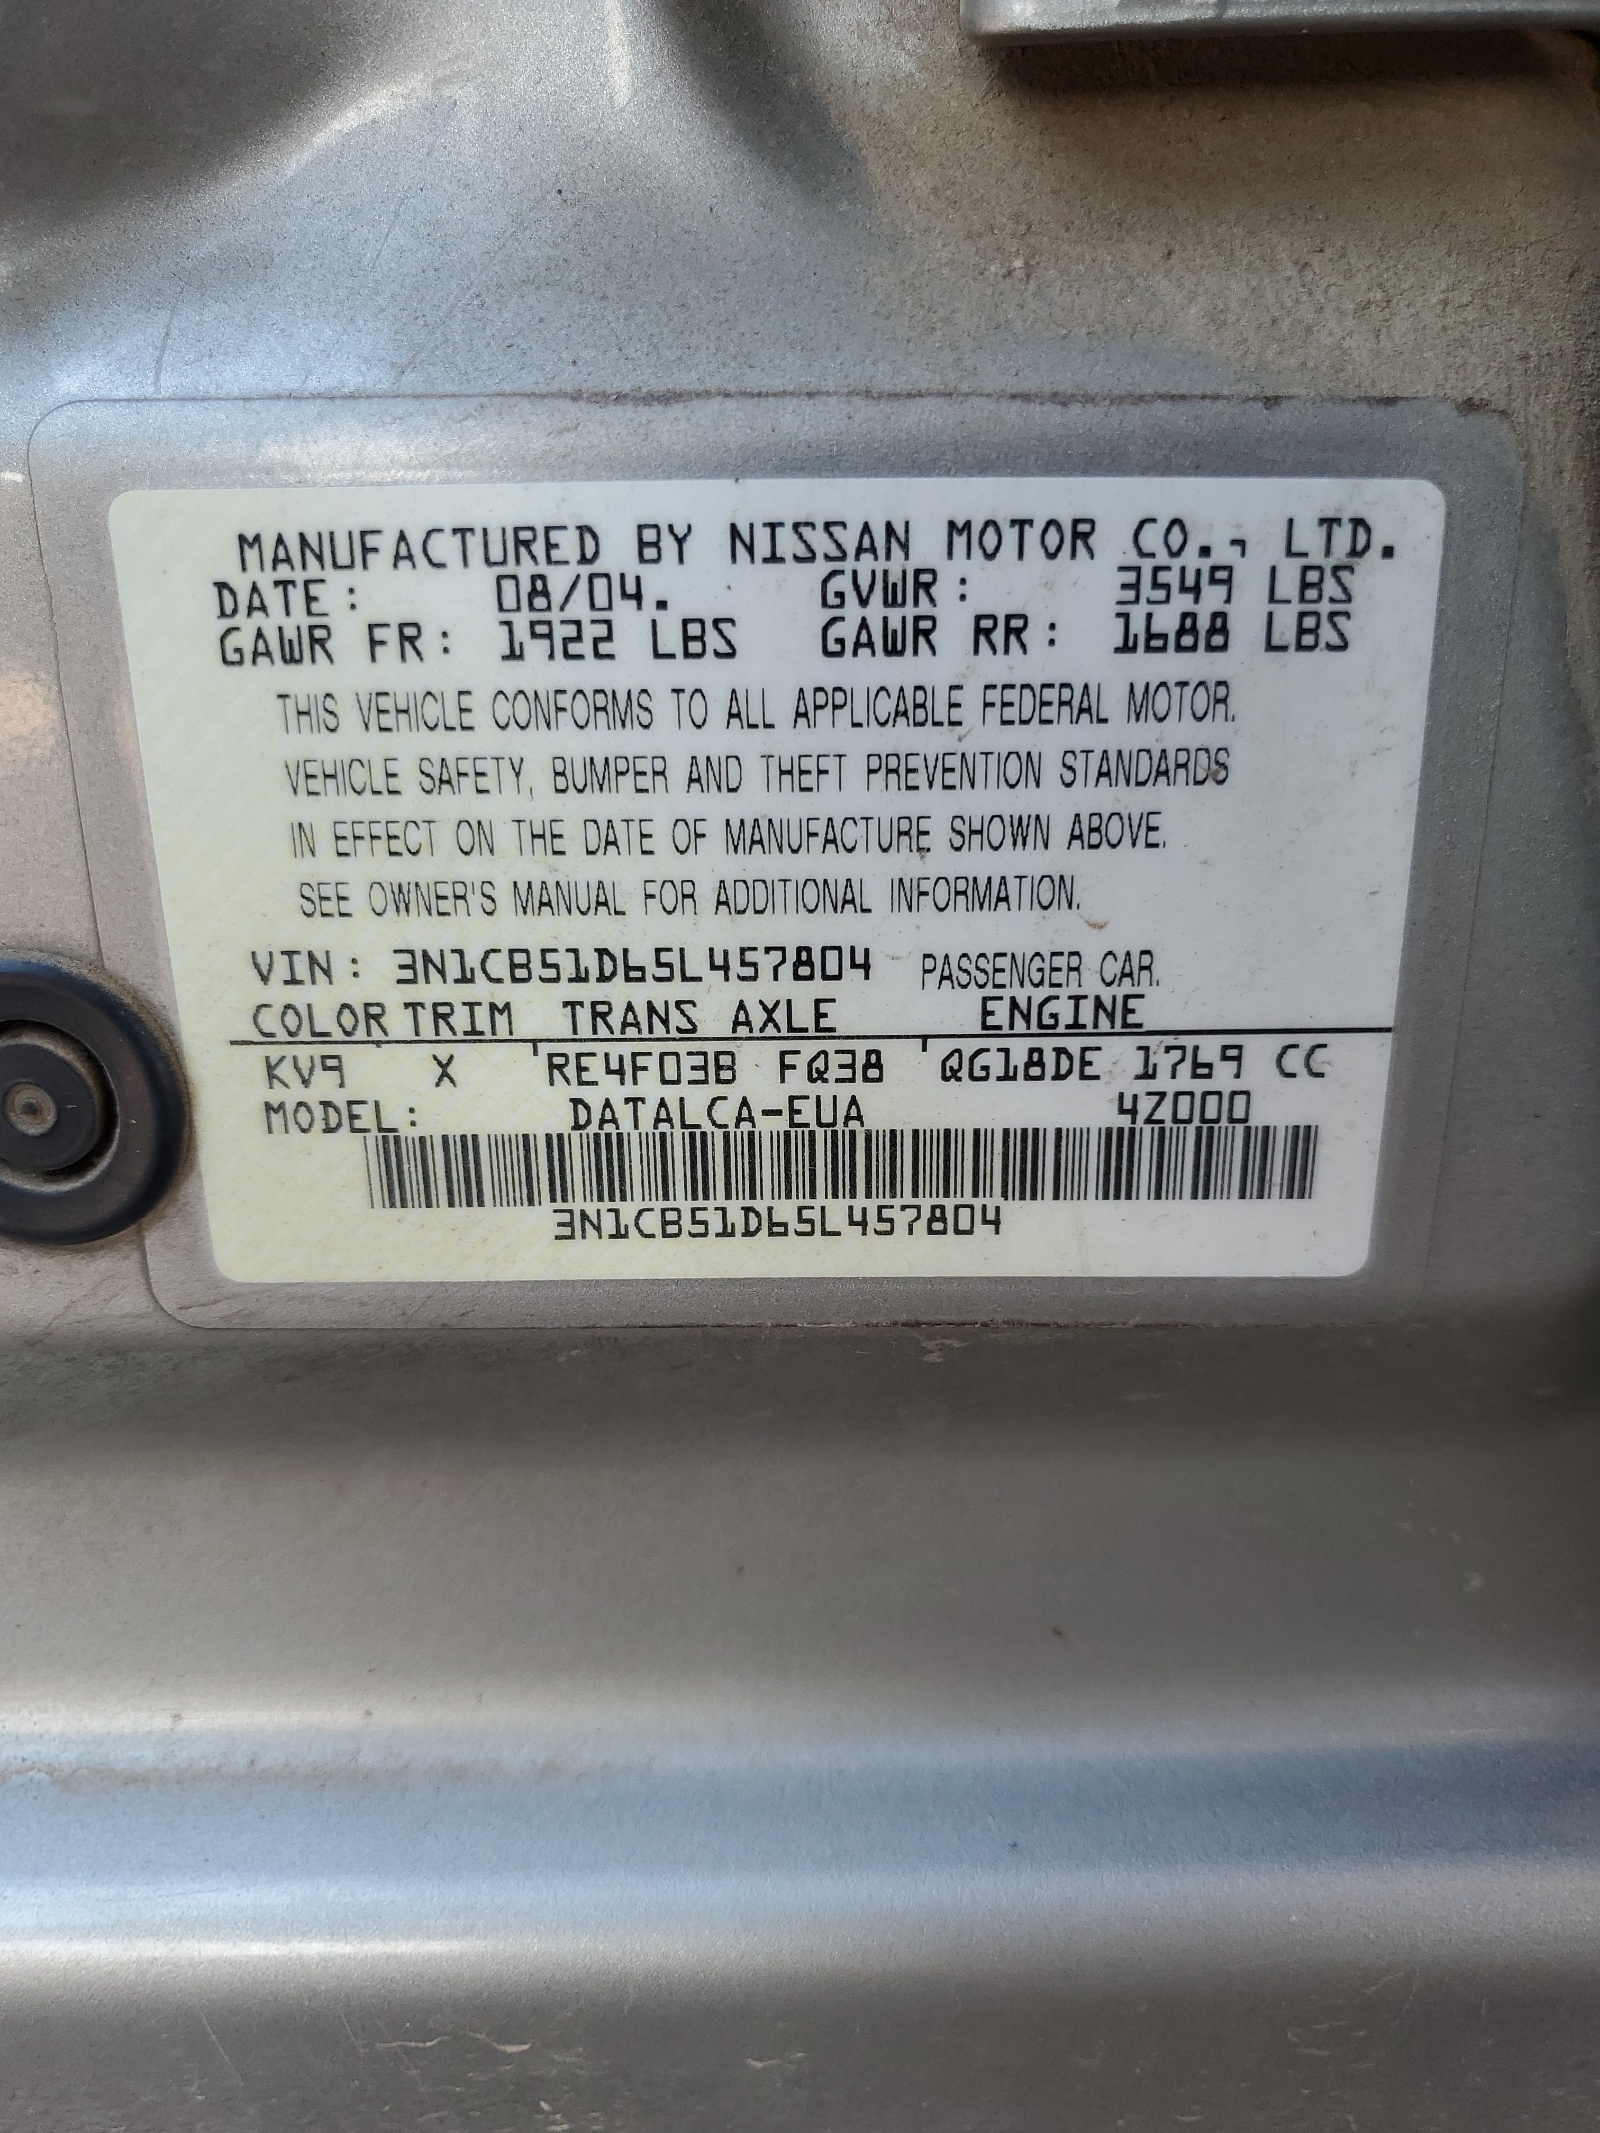 MANUFACTURED BY NISSAN MOTOR CO., LTD.
DATE: 08/04. GVWR: 3549 LBS
GAWR FR: 1922 LBS GAWR RR: 1688 LBS
THIS VEHICLE CONFORMS TO ALL APPLICABLE FEDERAL MOTOR.
VEHICLE SAFETY, BUMPER AND THEFT PREVENTION STANDARDS
IN EFFECT ON THE DATE OF MANUFACTURE SHOWN ABOVE.
SEE OWNER'S MANUAL FOR ADDITIONAL INFORMATION.
VIN: 3N1CB51D65L457804 PASSENGER CAR.
COLOR TRIM TRANS AXLE ENGINE
KV9 X RE4F03B FQ38 QG18DE 1769 CC
MODEL: DATALCA-EUA 4Z000
3N1CB51D65L457804